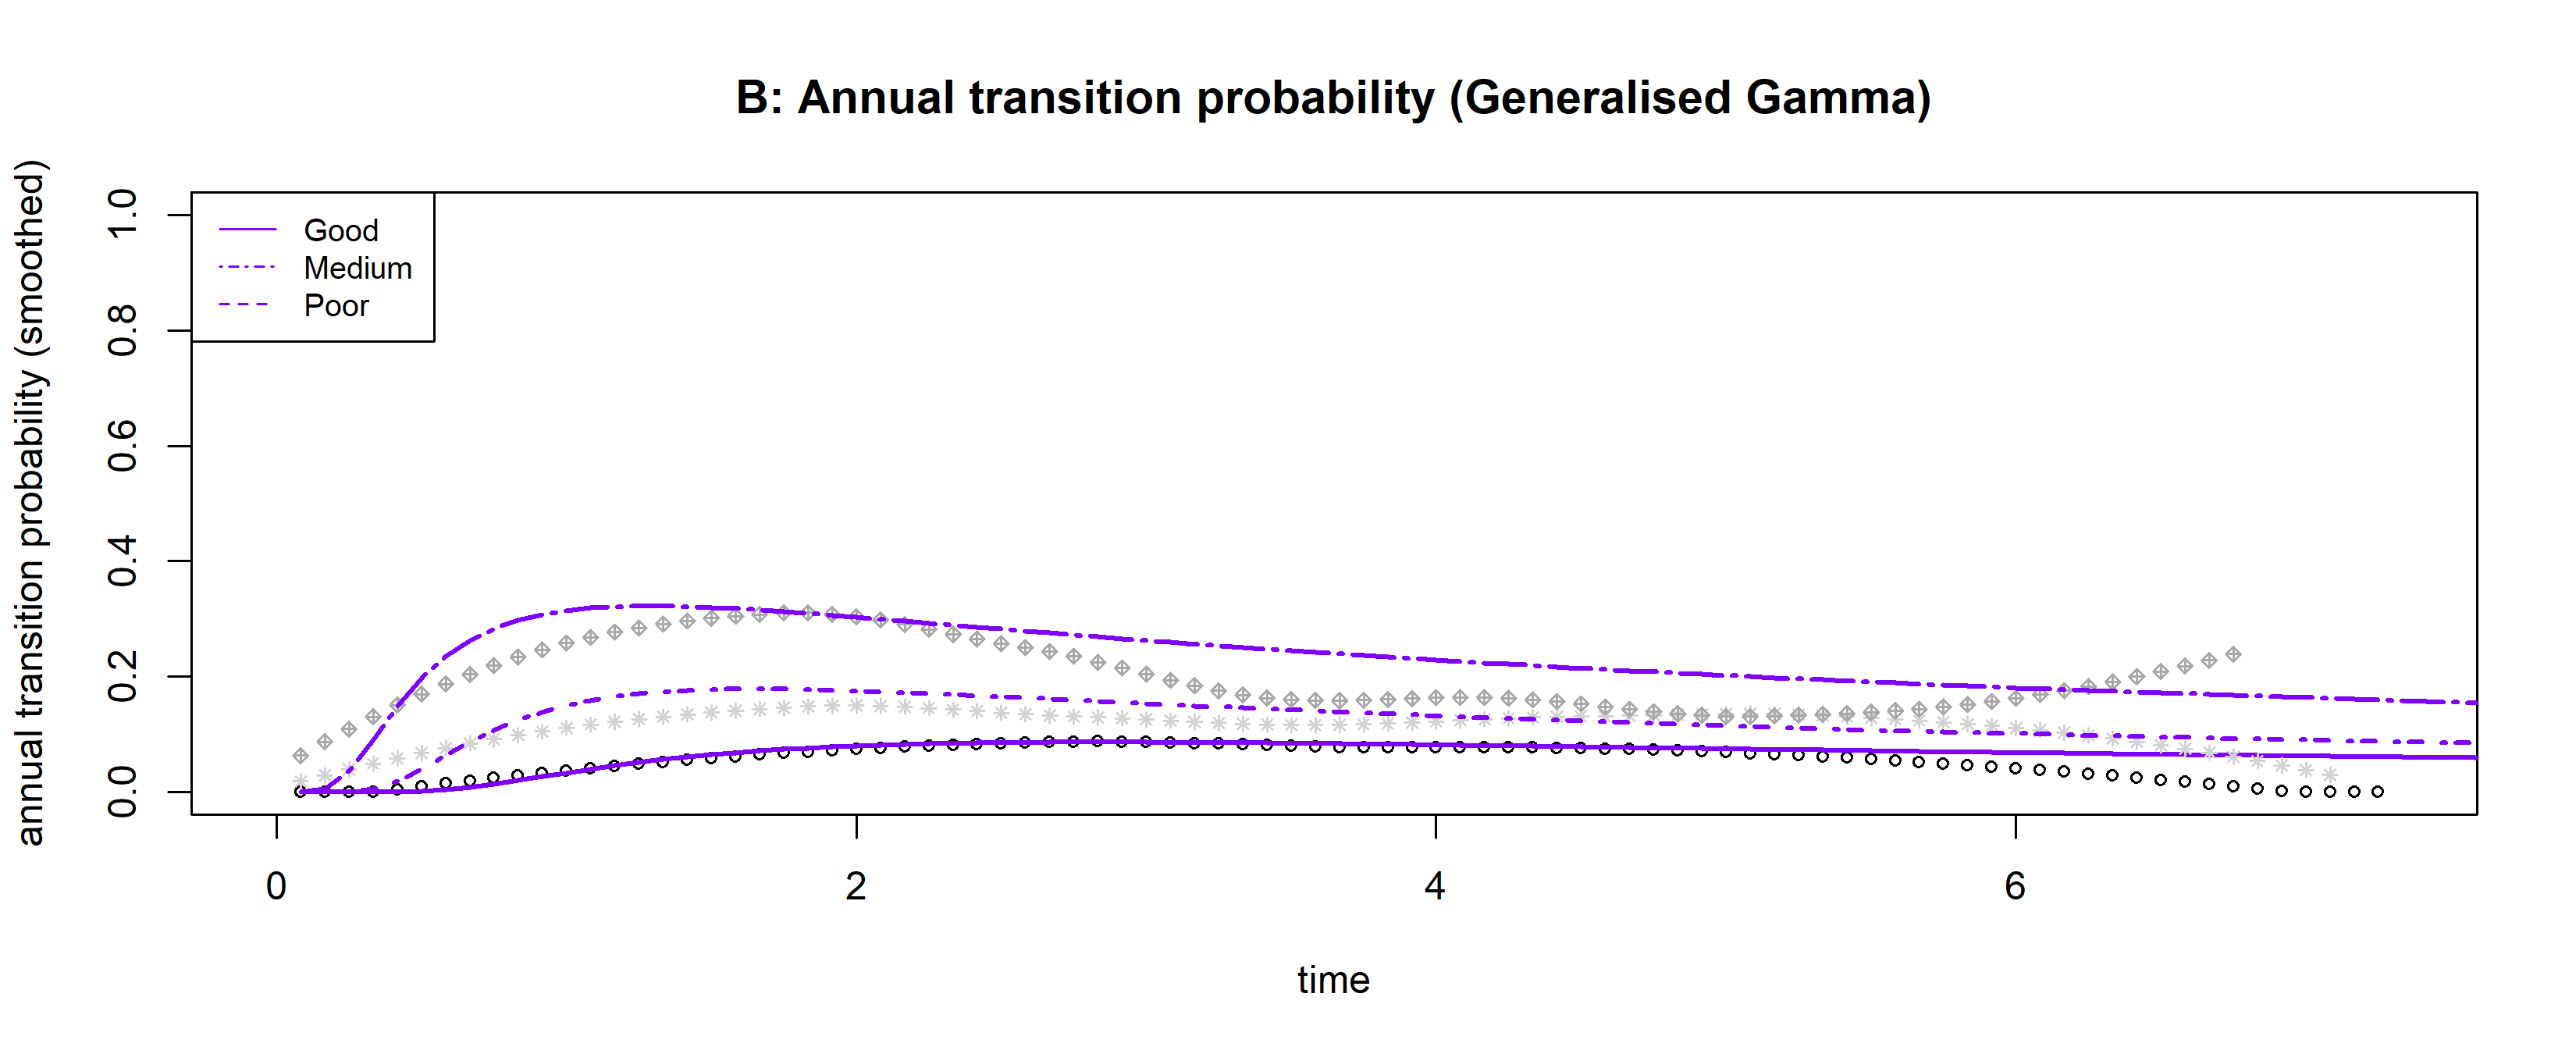 B: Annual transition probability (Generalised Gamma)
annual transition probability (smoothed)
1.0
0.8
0.6
0.4
0.2
0.0
Good
Medium
Poor
0 2 4 6
time